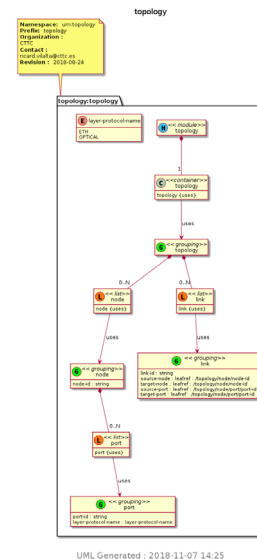 topology
Namespace: urn:topology
Prefix: topology
Organization :
CTTC
Contact :
ricard.vilalta@cttc.es
Revision : 2018-08-24
topology:topology
E layer-protocol-name
ETH
OPTICAL
M << module>>
topology
1
C <<container>>
topology
topology {uses}
uses
G << grouping>>
topology
0..N
0..N
L << list>>
node
node {uses}
L << list>>
link
link {uses}
uses
uses
G << grouping>>
node
node-id : string
G << grouping>>
link
link-id : string
source-node : leafref : /topology/node/node-id
target-node : leafref : /topology/node/node-id
source-port : leafref : /topology/node/port/port-id
target-port : leafref : /topology/node/port/port-id
0..N
L << list>>
port
port {uses}
uses
G << grouping>>
port
port-id : string
layer-protocol-name : layer-protocol-name
UML Generated : 2018-11-07 14:25